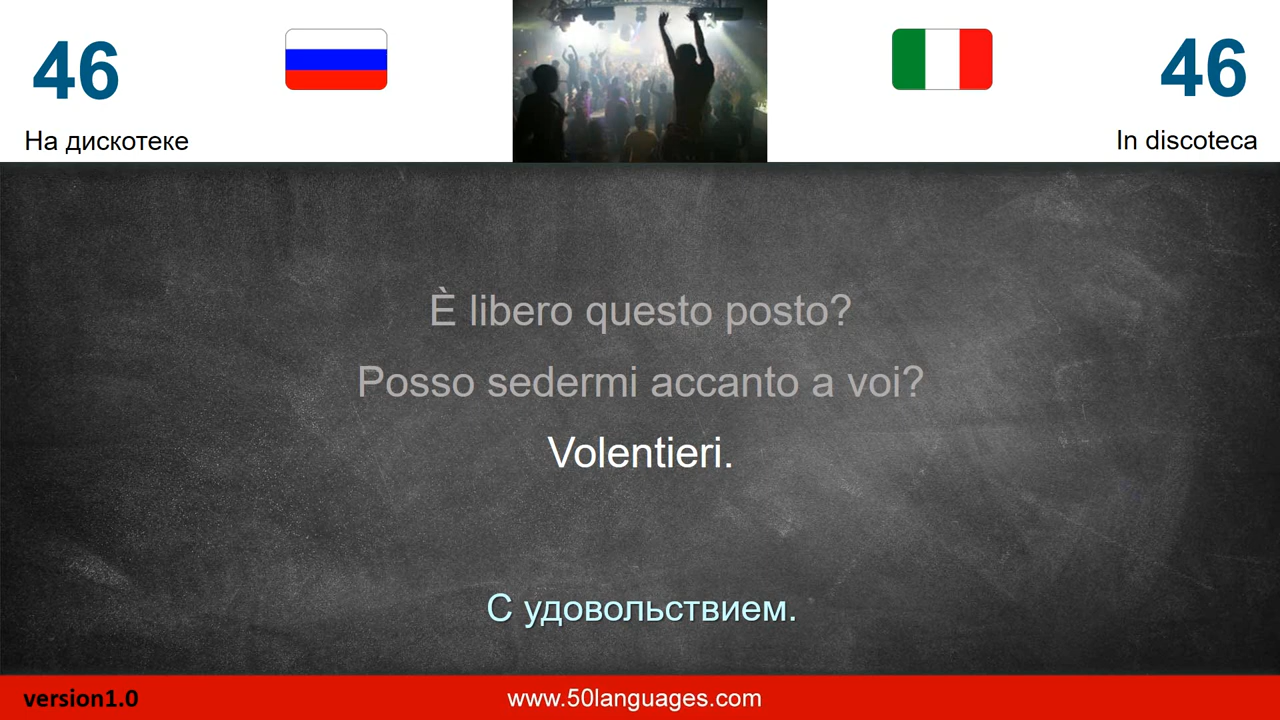 46
46
На дискотеке
In discoteca
È libero questo posto?
Posso sedermi accanto a voi?
Volentieri.
С удовольствием.
version1.0
www.50languages.com